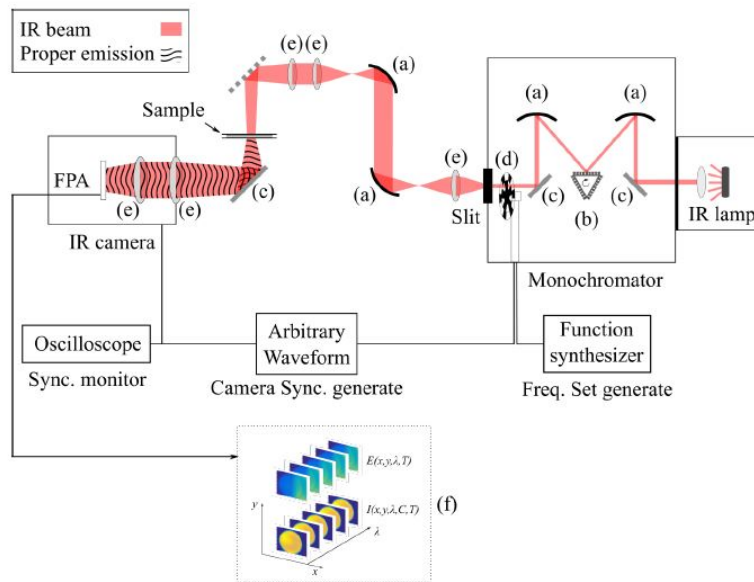 IR beam
Proper emission
(e) (e)
(a)
Sample
FPA
(e)
(e)
(c)
IR camera
(a)
(e)
Slit
(d)
(a)
(a)
(c)
(b)
(c)
IR lamp
Monochromator
Oscilloscope
Sync. monitor
Arbitrary
Waveform
Camera Sync. generate
Function
synthesizer
Freq. Set generate
E(x,y,λ,T)
I(x,y,λ,C,T)
y
λ
x
(f)